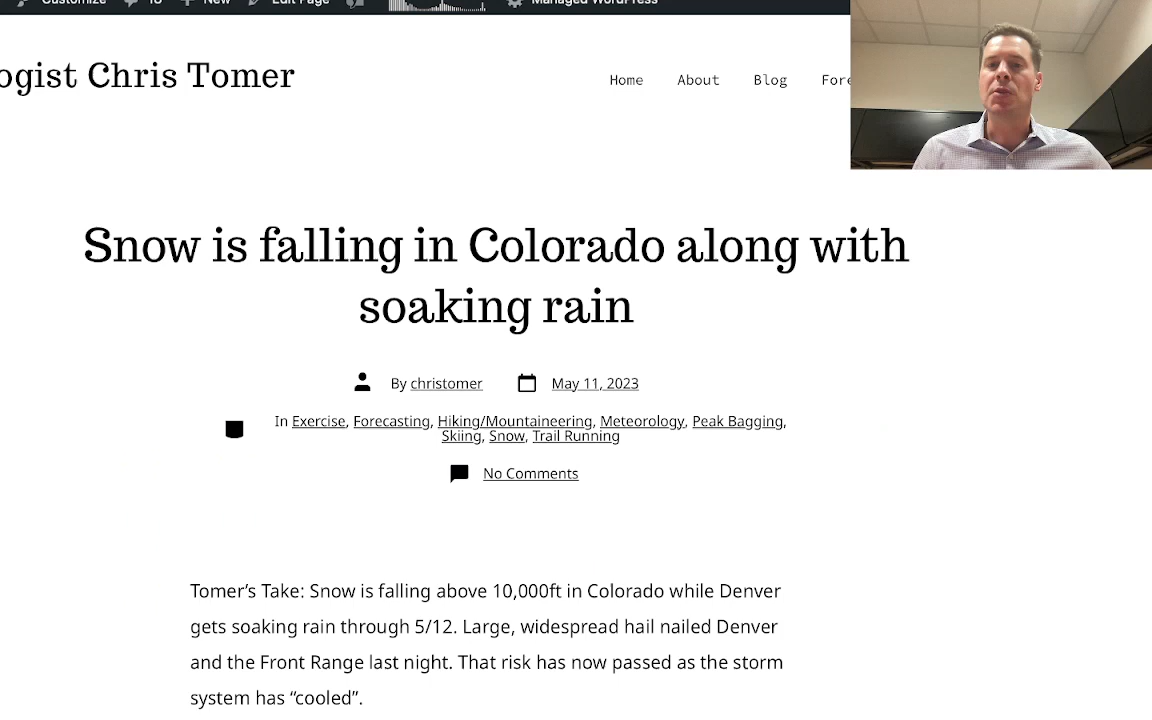 Customize
New
Edit Page
Managed WordPress
ogist Chris Tomer
Home
About
Blog
Fore
Snow is falling in Colorado along with
soaking rain
By christomer
May 11, 2023
In Exercise, Forecasting, Hiking/Mountaineering, Meteorology, Peak Bagging,
Skiing, Snow, Trail Running
No Comments
Tomer’s Take: Snow is falling above 10,000ft in Colorado while Denver
gets soaking rain through 5/12. Large, widespread hail nailed Denver
and the Front Range last night. That risk has now passed as the storm
system has “cooled”.